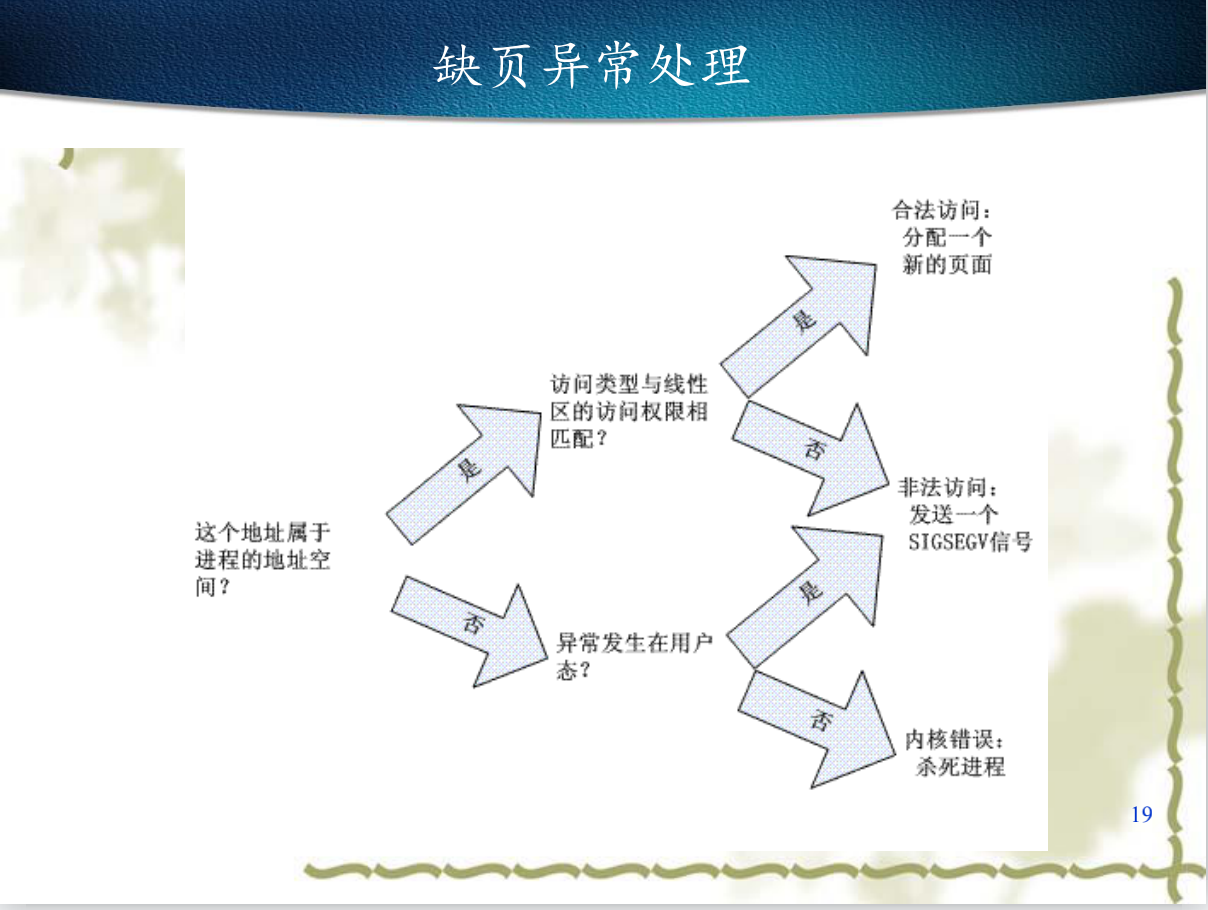 缺页异常处理
合法访问：
分配一个
新的页面
是
访问类型与线性
区的访问权限相
匹配？
否
是
非法访问：
发送一个
SIGSEGV信号
这个地址属于
进程的地址空
间？
是
否
异常发生在用户
态？
否
内核错误：
杀死进程
19